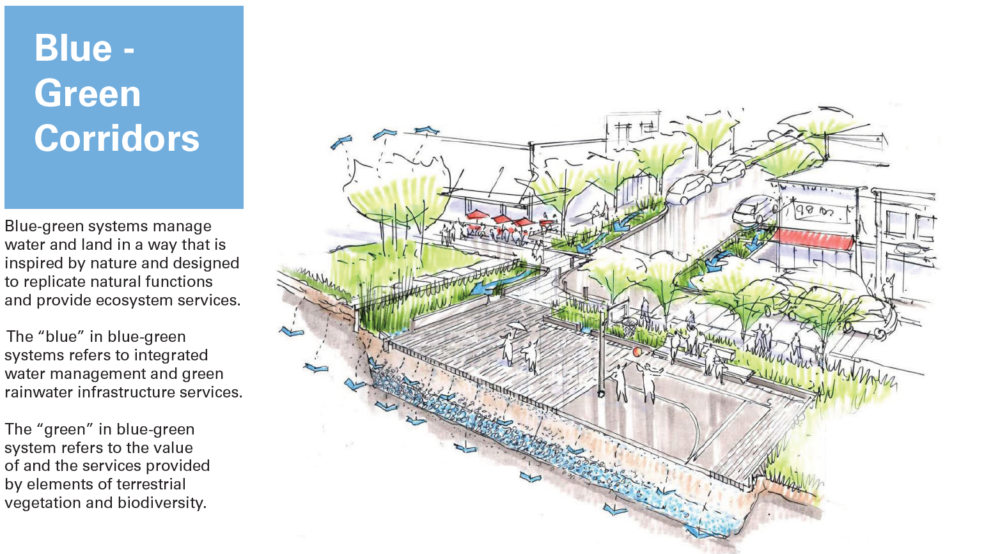 Blue -
Green
Corridors
Blue-green systems manage
water and land in a way that is
inspired by nature and designed
to replicate natural functions
and provide ecosystem services.
The “blue” in blue-green
systems refers to integrated
water management and green
rainwater infrastructure services.
The “green” in blue-green
system refers to the value
of and the services provided
by elements of terrestrial
vegetation and biodiversity.